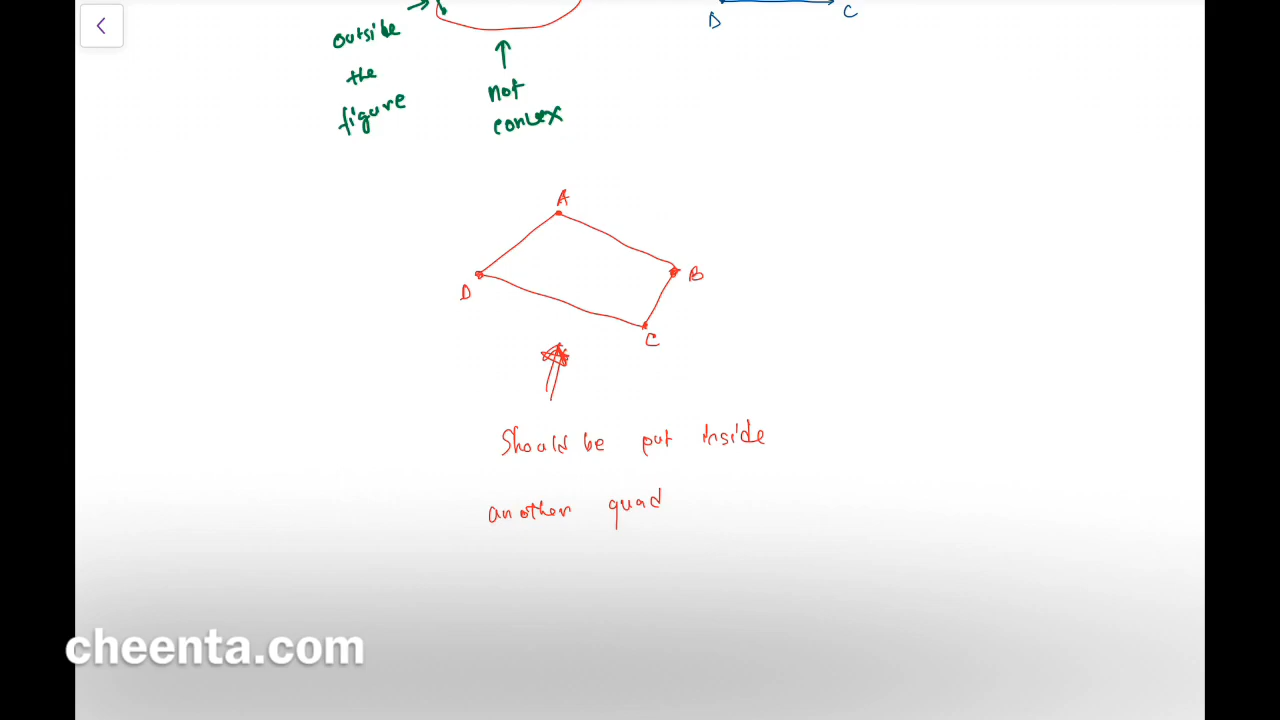 outside
the
figure
not
convex
D
C
A
B
D
C
Should be put inside
another quad
cheenta.com